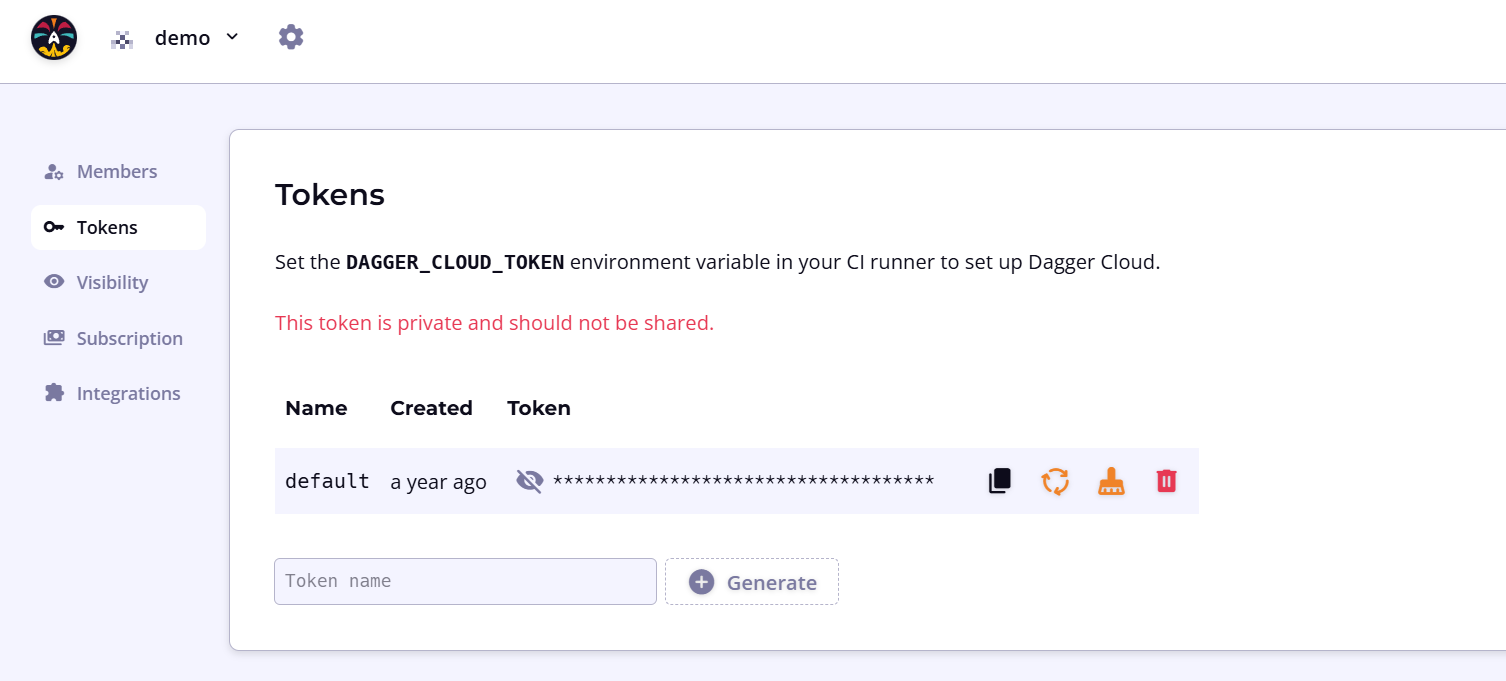 demo
Members
Tokens
Visibility
Subscription
Integrations
Tokens
Set the DAGGER_CLOUD_TOKEN environment variable in your CI runner to set up Dagger Cloud.
This token is private and should not be shared.
Name Created Token
default a year ago ************************************
Token name Generate